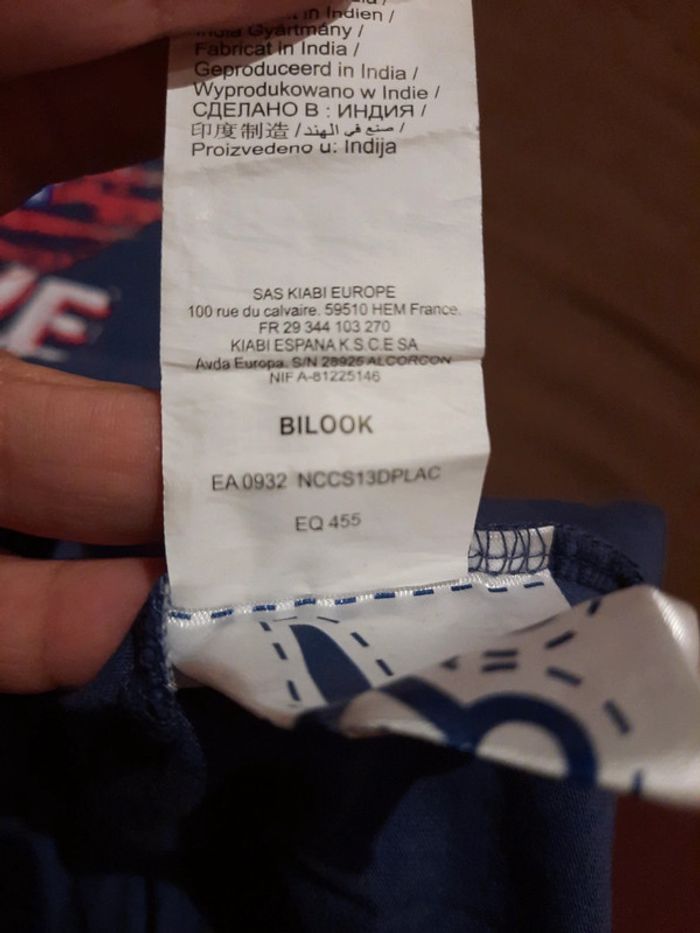 in Indien /
India Gyártmány /
Fabricat in India /
Geproduceerd in India /
Wyprodukowano w Indie /
СДЕЛАНО В : ИНДИЯ /
印度制造 / صنع في الهند /
Proizvedeno u: Indija
SAS KIABI EUROPE
100 rue du calvaire. 59510 HEM France.
FR 29 344 103 270
KIABI ESPANA K.S.C.E SA
Avda Europa. S/N 28925 ALCORCON
NIF A-81225146
BILOOK
EA 0932 NCCS13DPLAC
EQ 455